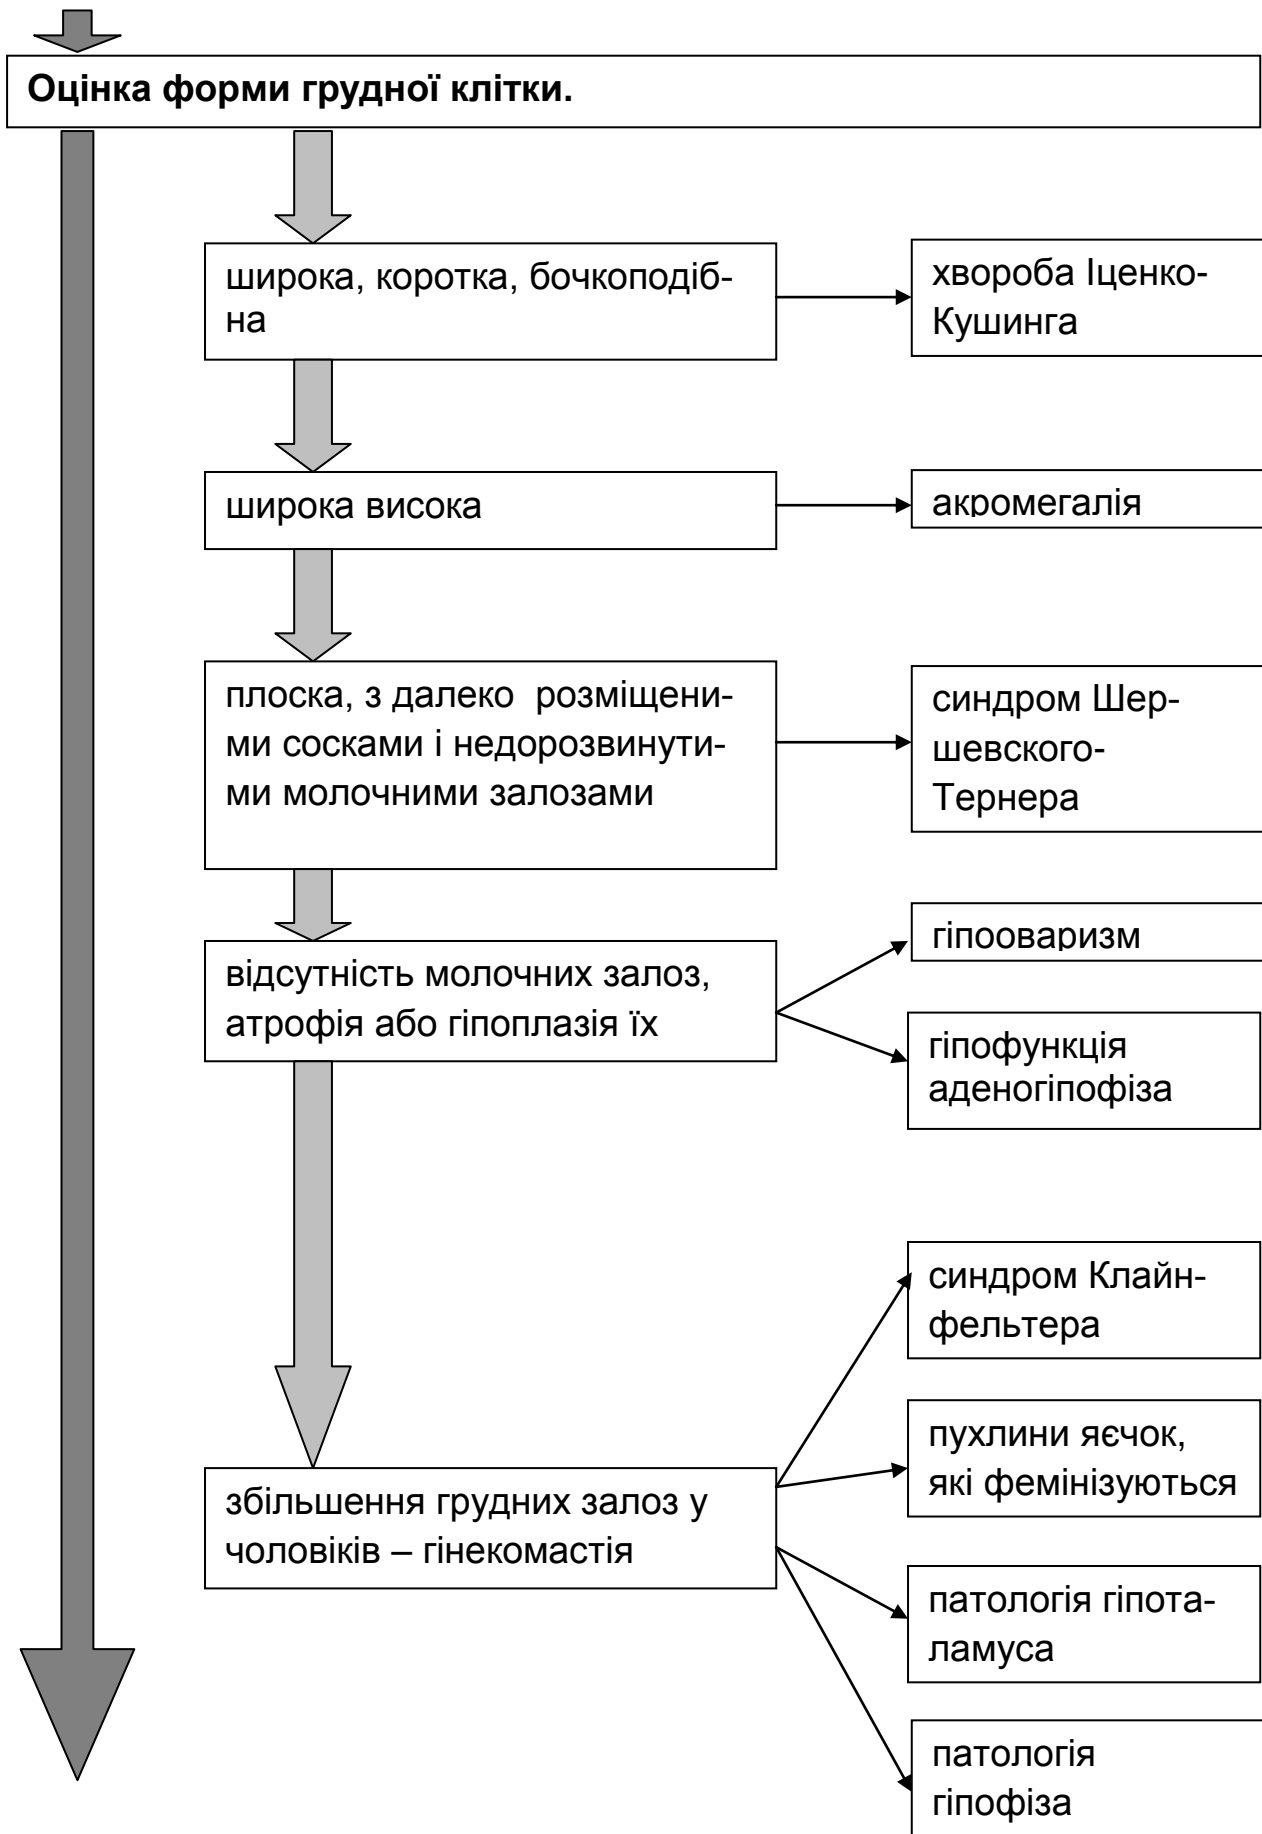 Оцінка форми грудної клітки.
широка, коротка, бочкоподіб-
на
хвороба Іценко-
Кушинга
широка висока
акромегалія
плоска, з далеко розміщени-
ми сосками і недорозвинути-
ми молочними залозами
синдром Шер-
шевского-
Тернера
відсутність молочних залоз,
атрофія або гіпоплазія їх
гіпооваризм
гіпофункція
аденогіпофіза
збільшення грудних залоз у
чоловіків – гінекомастія
синдром Клайн-
фельтера
пухлини яєчок,
які фемінізуються
патологія гіпота-
ламуса
патологія
гіпофіза